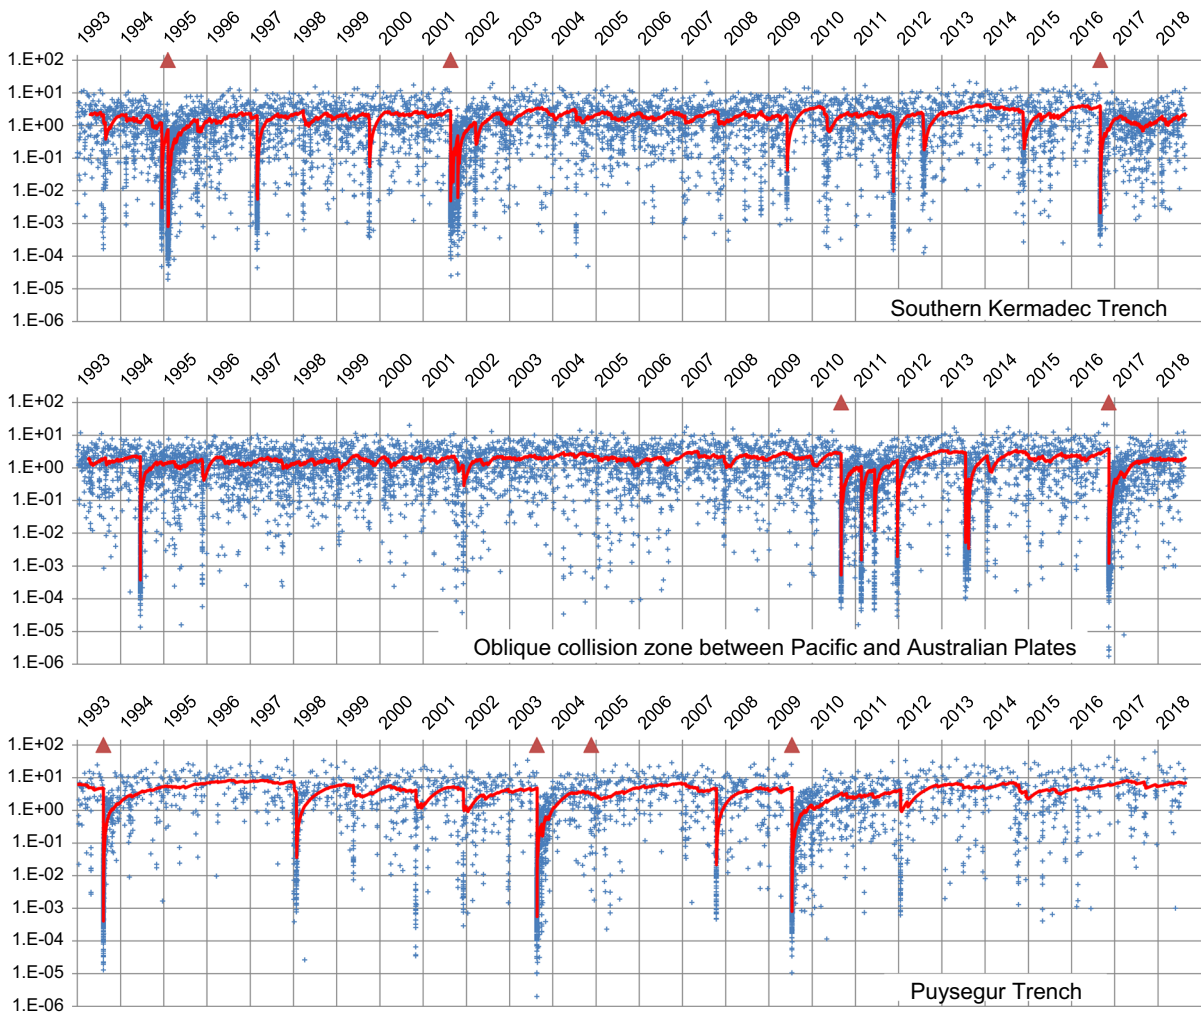 1993 1994 1995 1996 1997 1998 1999 2000 2001 2002 2003 2004 2005 2006 2007 2008 2009 2010 2011 2012 2013 2014 2015 2016 2017 2018
1.E+02
1.E+01
1.E+00
1.E-01
1.E-02
1.E-03
1.E-04
1.E-05
1.E-06
Southern Kermadec Trench
1993 1994 1995 1996 1997 1998 1999 2000 2001 2002 2003 2004 2005 2006 2007 2008 2009 2010 2011 2012 2013 2014 2015 2016 2017 2018
1.E+02
1.E+01
1.E+00
1.E-01
1.E-02
1.E-03
1.E-04
1.E-05
1.E-06
Oblique collision zone between Pacific and Australian Plates
1993 1994 1995 1996 1997 1998 1999 2000 2001 2002 2003 2004 2005 2006 2007 2008 2009 2010 2011 2012 2013 2014 2015 2016 2017 2018
1.E+02
1.E+01
1.E+00
1.E-01
1.E-02
1.E-03
1.E-04
1.E-05
1.E-06
Puysegur Trench